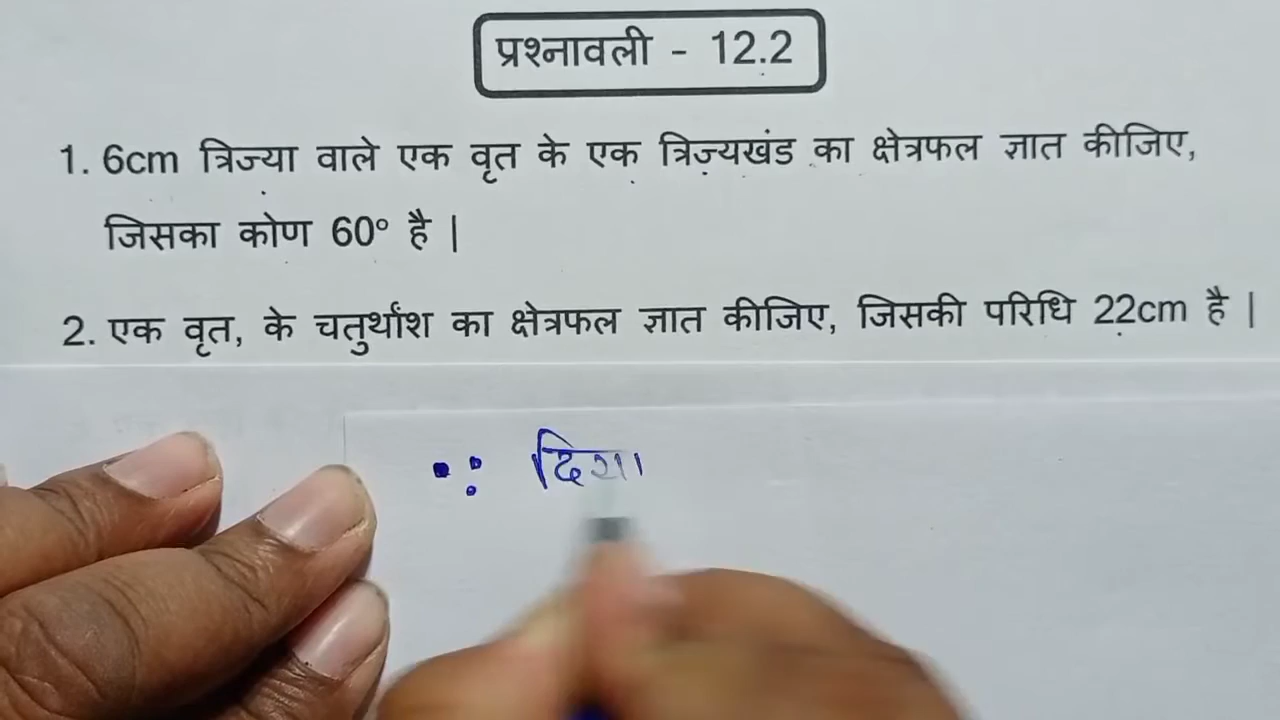 प्रश्नावली - 12.2
1. 6cm त्रिज्या वाले एक वृत के एक त्रिज्यखंड का क्षेत्रफल ज्ञात कीजिए,
जिसका कोण 60° है |
2. एक वृत, के चतुर्थांश का क्षेत्रफल ज्ञात कीजिए, जिसकी परिधि 22cm है |
∵ दिया